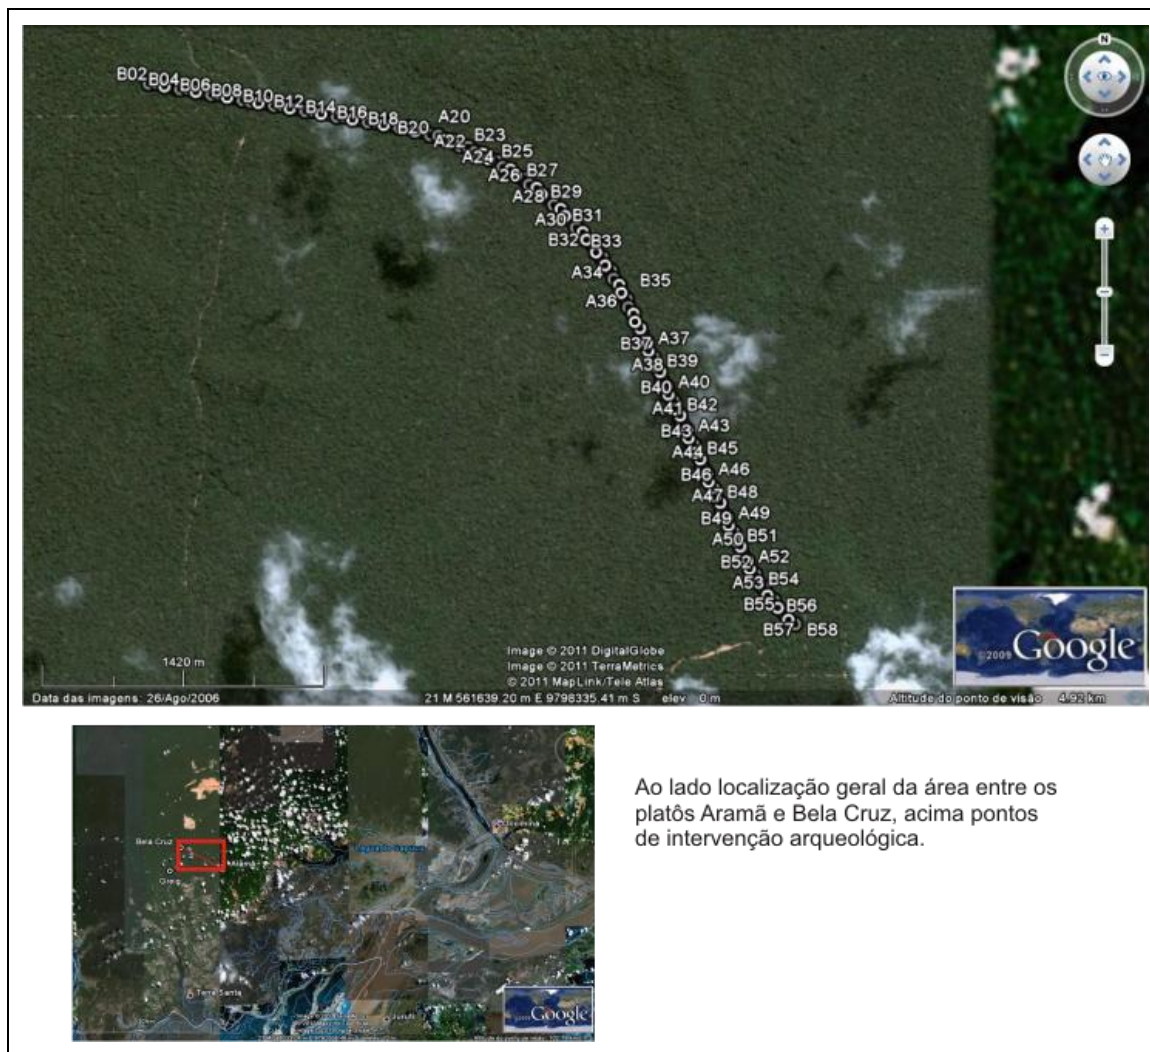 N
B02
B04
B06
B08
B10
B12
B14
B16
B18
B20
A20
A22
B23
A24
B25
A26
B27
A28
B29
A30
B31
B32
B33
A34
B35
A36
A37
B37
A38
B39
A40
B40
A41
B42
A43
B43
A44
B45
A46
B46
A47
B48
A49
B49
A50
B51
A52
B52
A53
B54
B55
B56
B57
B58
1420 m
Image © 2011 DigitalGlobe
Image © 2011 TerraMetrics
© 2011 MapLink/Tele Atlas
©2009 Google
Data das imagens: 26/Ago/2006 21 M 561639.20 m E 9798335.41 m S elev 0 m Altitude do ponto de visão 4.92 km
Bela Cruz
Aramã
Terra Santa
Juruti
Google
Ao lado localização geral da área entre os
platôs Aramã e Bela Cruz, acima pontos
de intervenção arqueológica.